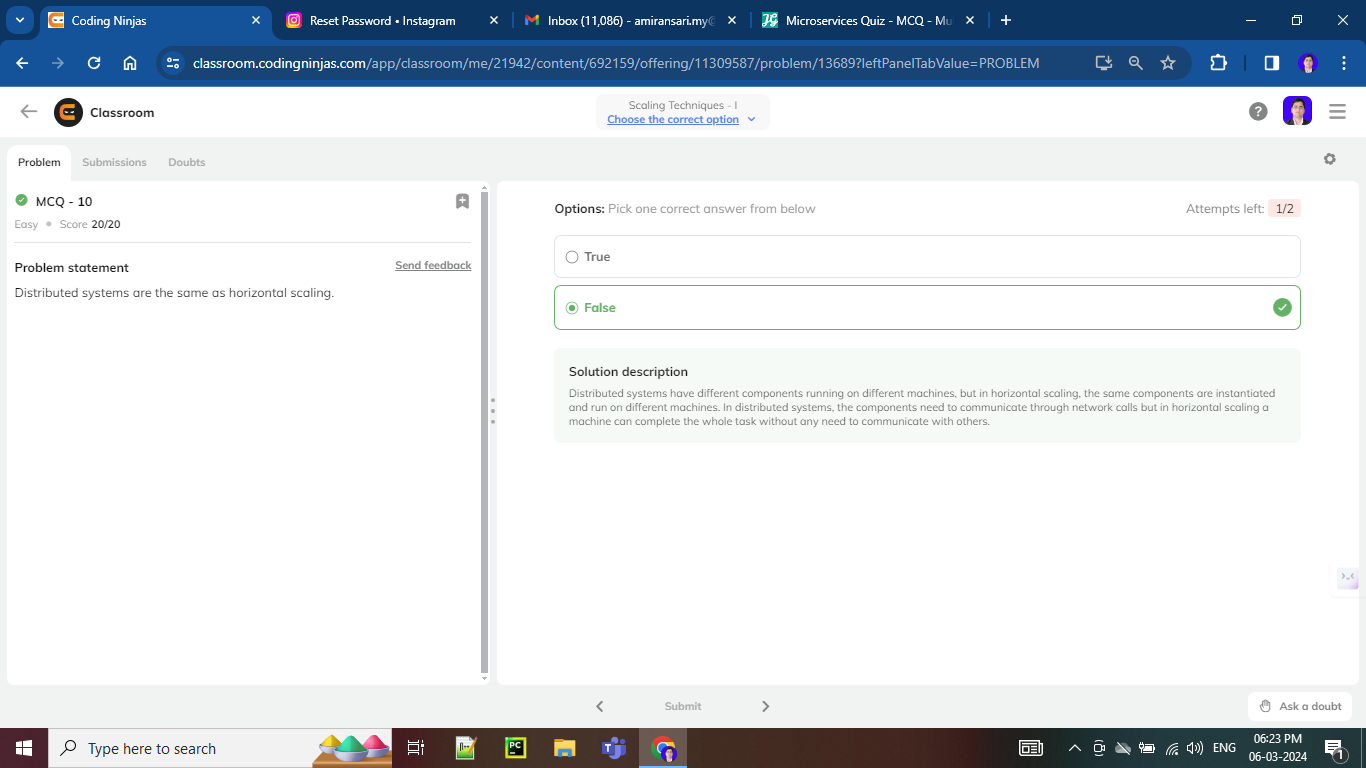 Coding Ninjas
Reset Password • Instagram
Inbox (11,086) - amiransari.my@
Microservices Quiz - MCQ - Mu
classroom.codingninjas.com/app/classroom/me/21942/content/692159/offering/11309587/problem/13689?leftPanelTabValue=PROBLEM
Classroom
Scaling Techniques - I
Choose the correct option
Problem
Submissions
Doubts
MCQ - 10
Easy • Score 20/20
Problem statement
Send feedback
Distributed systems are the same as horizontal scaling.
Options: Pick one correct answer from below
Attempts left: 1/2
True
False
Solution description
Distributed systems have different components running on different machines, but in horizontal scaling, the same components are instantiated
and run on different machines. In distributed systems, the components need to communicate through network calls but in horizontal scaling a
machine can complete the whole task without any need to communicate with others.
Submit
Ask a doubt
Type here to search
PC
ENG
06:23 PM
06-03-2024
1